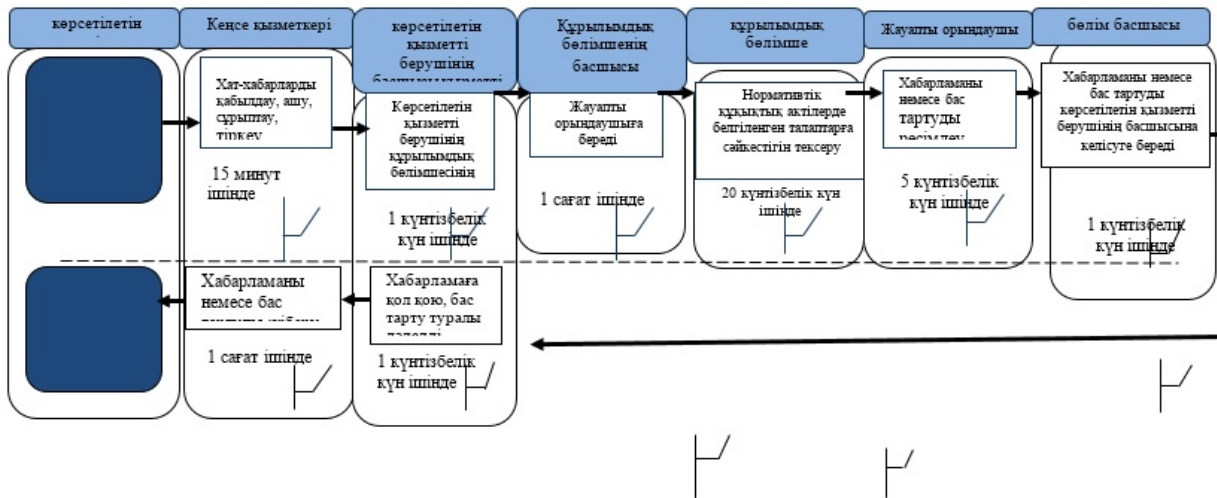 көрсетілетін
Кеңсе қызметкері
көрсетілетін
қызметті
берушінің
Құрылымдық
бөлімшенің
басшысы
құрылымдық
бөлімше
Жауапты орындаушы
бөлім басшысы
Хат-хабарларды
қабылдау, ашу,
сұрыптау,
тіркеу
15 минут
ішінде
Көрсетілетін
қызметті
берушінің
құрылымдық
бөлімшесінің
1 күнтізбелік
күн ішінде
Жауапты
орындаушыға
береді
1 сағат ішінде
Нормативтік
құқықтық актілерде
белгіленген талаптарға
сәйкестігін тексеру
20 күнтізбелік күн
ішінде
Хабарламаны
немесе бас
тартуды
ресімдеу
5 күнтізбелік
күн ішінде
Хабарламаны немесе
бас тартуды
көрсетілетін қызметті
берушінің басшысына
келісуге береді
1 күнтізбелік
күн ішінде
Хабарламаны
немесе бас
1 сағат ішінде
Хабарламаға
қол қою, бас
тарту туралы
1 күнтізбелік
күн ішінде